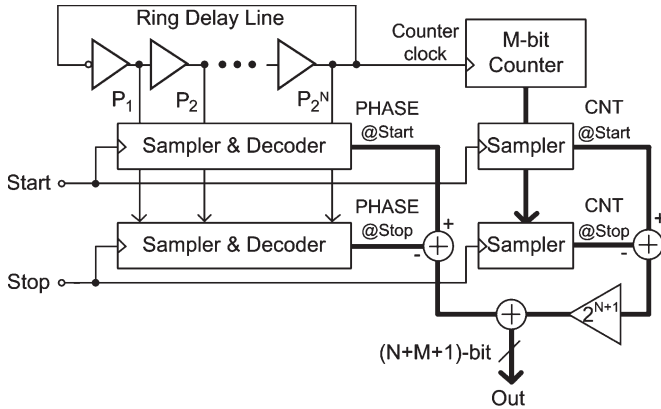 Ring Delay Line
Counter
clock
M-bit
Counter
P1
P2
P2N
PHASE
@Start
CNT
@Start
Sampler & Decoder
Sampler
Start
+
+
PHASE
@Stop
CNT
@Stop
Sampler & Decoder
Sampler
-
+
-
+
Stop
+
2N+1
(N+M+1)-bit
Out